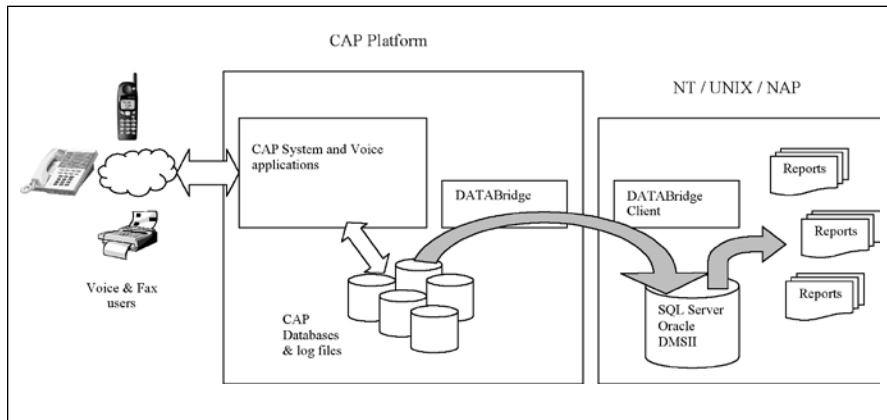 CAP Platform
NT / UNIX / NAP
CAP System and Voice
applications
DATABridge
DATABridge
Client
Reports
Reports
Reports
Voice & Fax
users
CAP
Databases
& log files
SQL Server
Oracle
DMSII